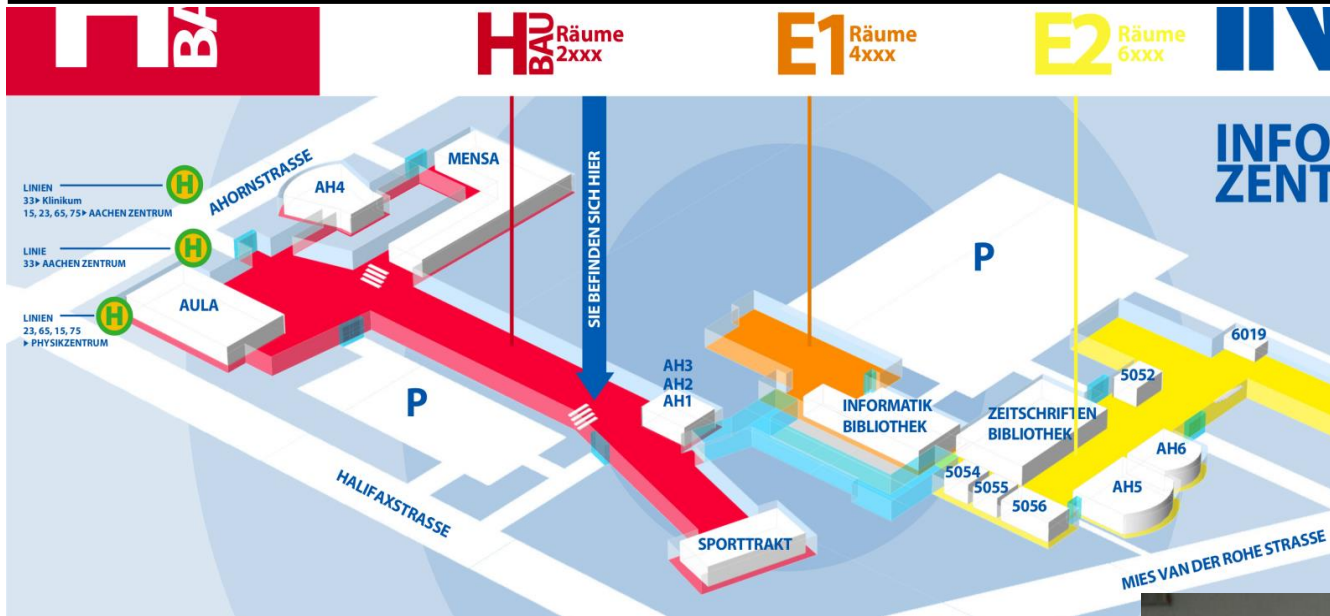 H BA
H BAU Räume
2xxx
E1 Räume
4xxx
E2 Räume
6xxx
INFO
ZENT
LINIEN
33▸ Klinikum
15, 23, 65, 75▸ AACHEN ZENTRUM
H
LINIE
33▸ AACHEN ZENTRUM
H
LINIEN
23, 65, 15, 75
▸ PHYSIKZENTRUM
H
AHORNSTRASSE
AH4
MENSA
AULA
P
HALIFAXSTRASSE
SIE BEFINDEN SICH HIER
AH3
AH2
AH1
SPORTTRAKT
P
INFORMATIK
BIBLIOTHEK
ZEITSCHRIFTEN
BIBLIOTHEK
6019
5052
5054
5055
5056
AH6
AH5
MIES VAN DER ROHE STRASSE